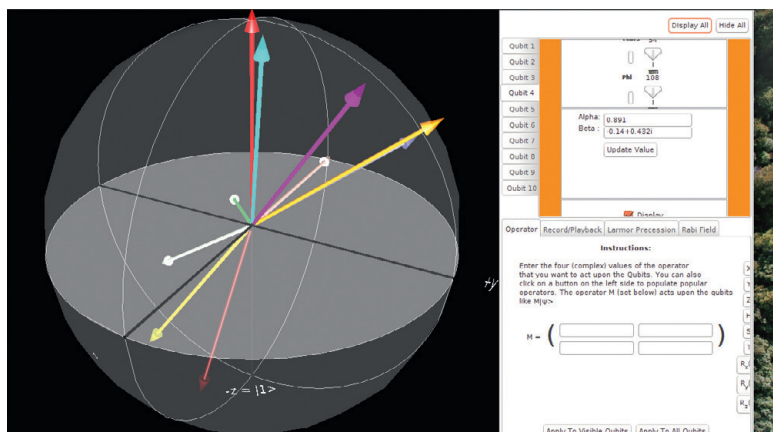 Display All Hide All
Qubit 1
Qubit 2
Qubit 3
Qubit 4
Qubit 5
Qubit 6
Qubit 7
Qubit 8
Qubit 9
Qubit 10
Phi 108
Alpha: 0.891
Beta : -0.14+0.432i
Update Value
Display
Operator Record/Playback Larmor Precession Rabi Field
Instructions:
Enter the four (complex) values of the operator
that you want to act upon the Qubits. You can also
click on a button on the left side to populate popular
operators. The operator M (set below) acts upon the qubits
like M|ψ>
M = ( )
X
Y
Z
H
S
Rx(
Ry(
Rz(
Apply To Visible Qubits Apply To All Qubits
+y
-z = |1>